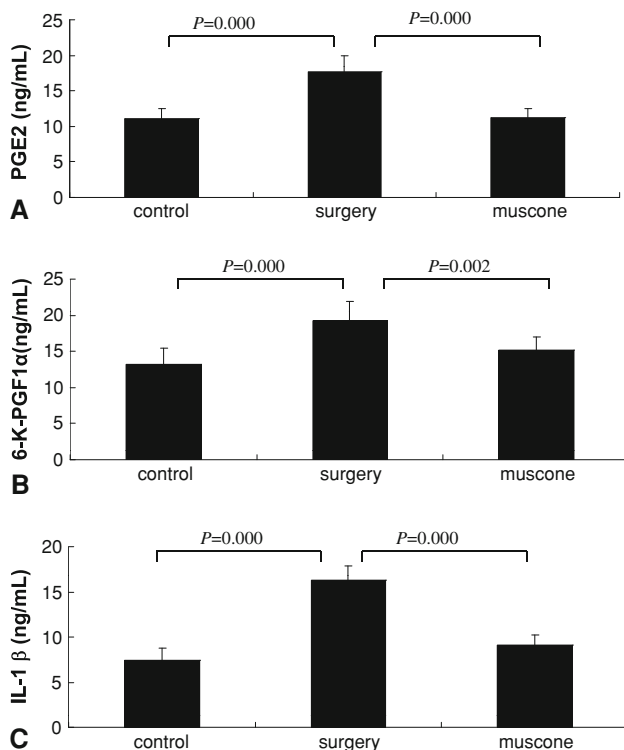 P=0.000 P=0.000
PGE2 (ng/mL)
25
20
15
10
5
0
A
control surgery muscone
P=0.000 P=0.002
6-K-PGF1α(ng/mL)
25
20
15
10
5
0
B
control surgery muscone
P=0.000 P=0.000
IL-1 β (ng/mL)
20
15
10
5
0
C
control surgery muscone